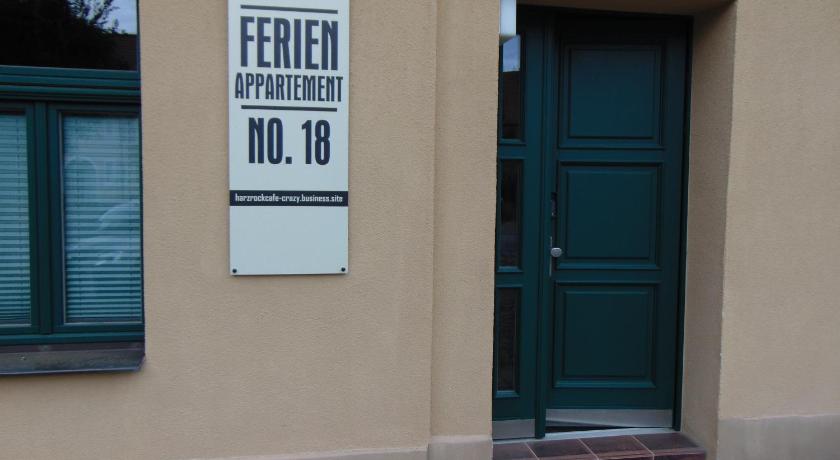 FERIEN
APPARTEMENT
NO. 18
harzrockcafe-crazy.business.site